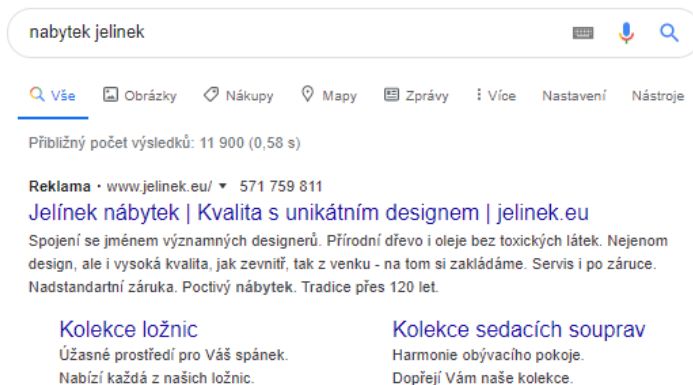 nabytek jelinek
Vše Obrázky Nákupy Mapy Zprávy Více Nastavení Nástroje
Přibližný počet výsledků: 11 900 (0,58 s)
Reklama · www.jelinek.eu/ 571 759 811
Jelínek nábytek | Kvalita s unikátním designem | jelinek.eu
Spojení se jménem významných designerů. Přírodní dřevo i oleje bez toxických látek. Nejenom
design, ale i vysoká kvalita, jak zevnitř, tak z venku - na tom si zakládáme. Servis i po záruce.
Nadstandartní záruka. Poctivý nábytek. Tradice přes 120 let.
Kolekce ložnic
Úžasné prostředí pro Váš spánek.
Nabízí každá z našich ložnic.
Kolekce sedacích souprav
Harmonie obývacího pokoje.
Dopřejí Vám naše kolekce.